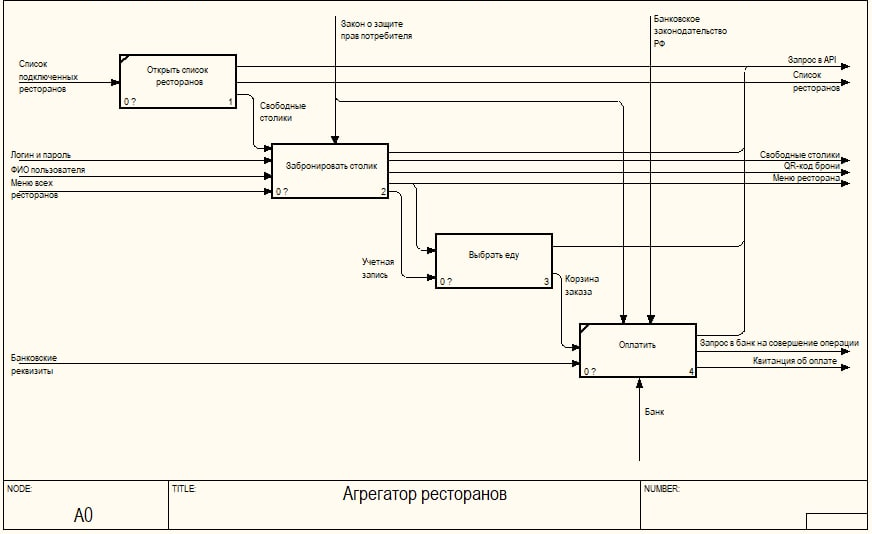 Закон о защите
прав потребителя
Банковское
законодательство
РФ
Список
подключенных
ресторанов
Открыть список
ресторанов
0 ?
1
Запрос в API
Список
ресторанов
Свободные
столики
Логин и пароль
ФИО пользователя
Меню всех
ресторанов
Забронировать столик
0 ?
2
Свободные столики
QR-код брони
Меню ресторана
Учетная
запись
Выбрать еду
0 ?
3
Корзина
заказа
Банковские
реквизиты
Оплатить
0 ?
4
Запрос в банк на совершение операции
Квитанция об оплате
Банк
NODE:
A0
TITLE:
Агрегатор ресторанов
NUMBER: